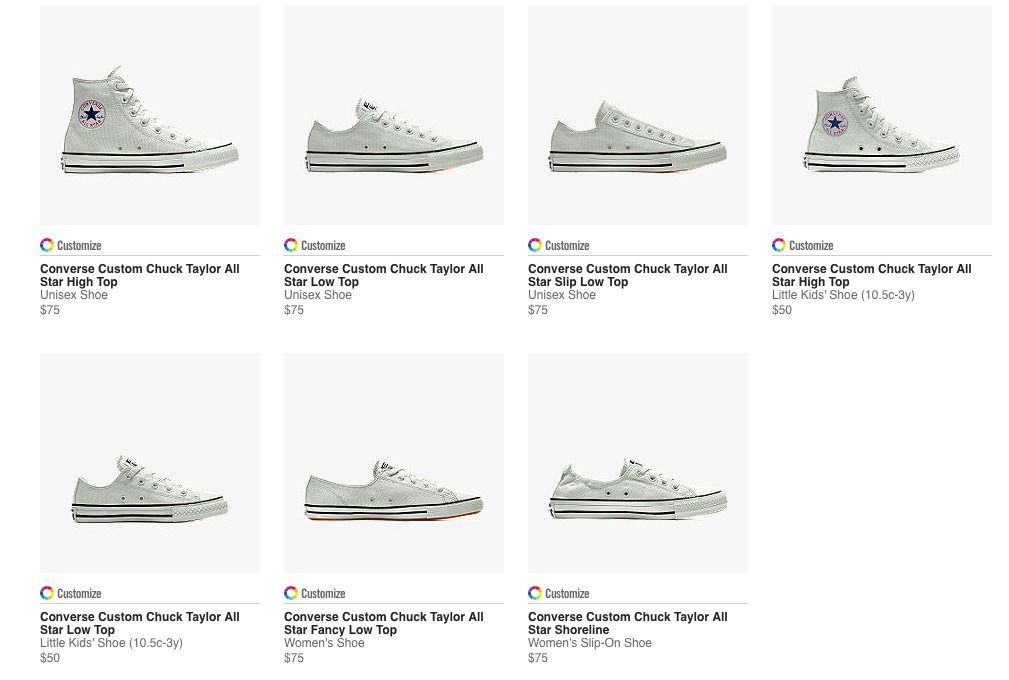 Customize
Converse Custom Chuck Taylor All
Star High Top
Unisex Shoe
$75
Customize
Converse Custom Chuck Taylor All
Star Low Top
Unisex Shoe
$75
Customize
Converse Custom Chuck Taylor All
Star Slip Low Top
Unisex Shoe
$75
Customize
Converse Custom Chuck Taylor All
Star High Top
Little Kids' Shoe (10.5c-3y)
$50
Customize
Converse Custom Chuck Taylor All
Star Low Top
Little Kids' Shoe (10.5c-3y)
$50
Customize
Converse Custom Chuck Taylor All
Star Fancy Low Top
Women's Shoe
$75
Customize
Converse Custom Chuck Taylor All
Star Shoreline
Women's Slip-On Shoe
$75